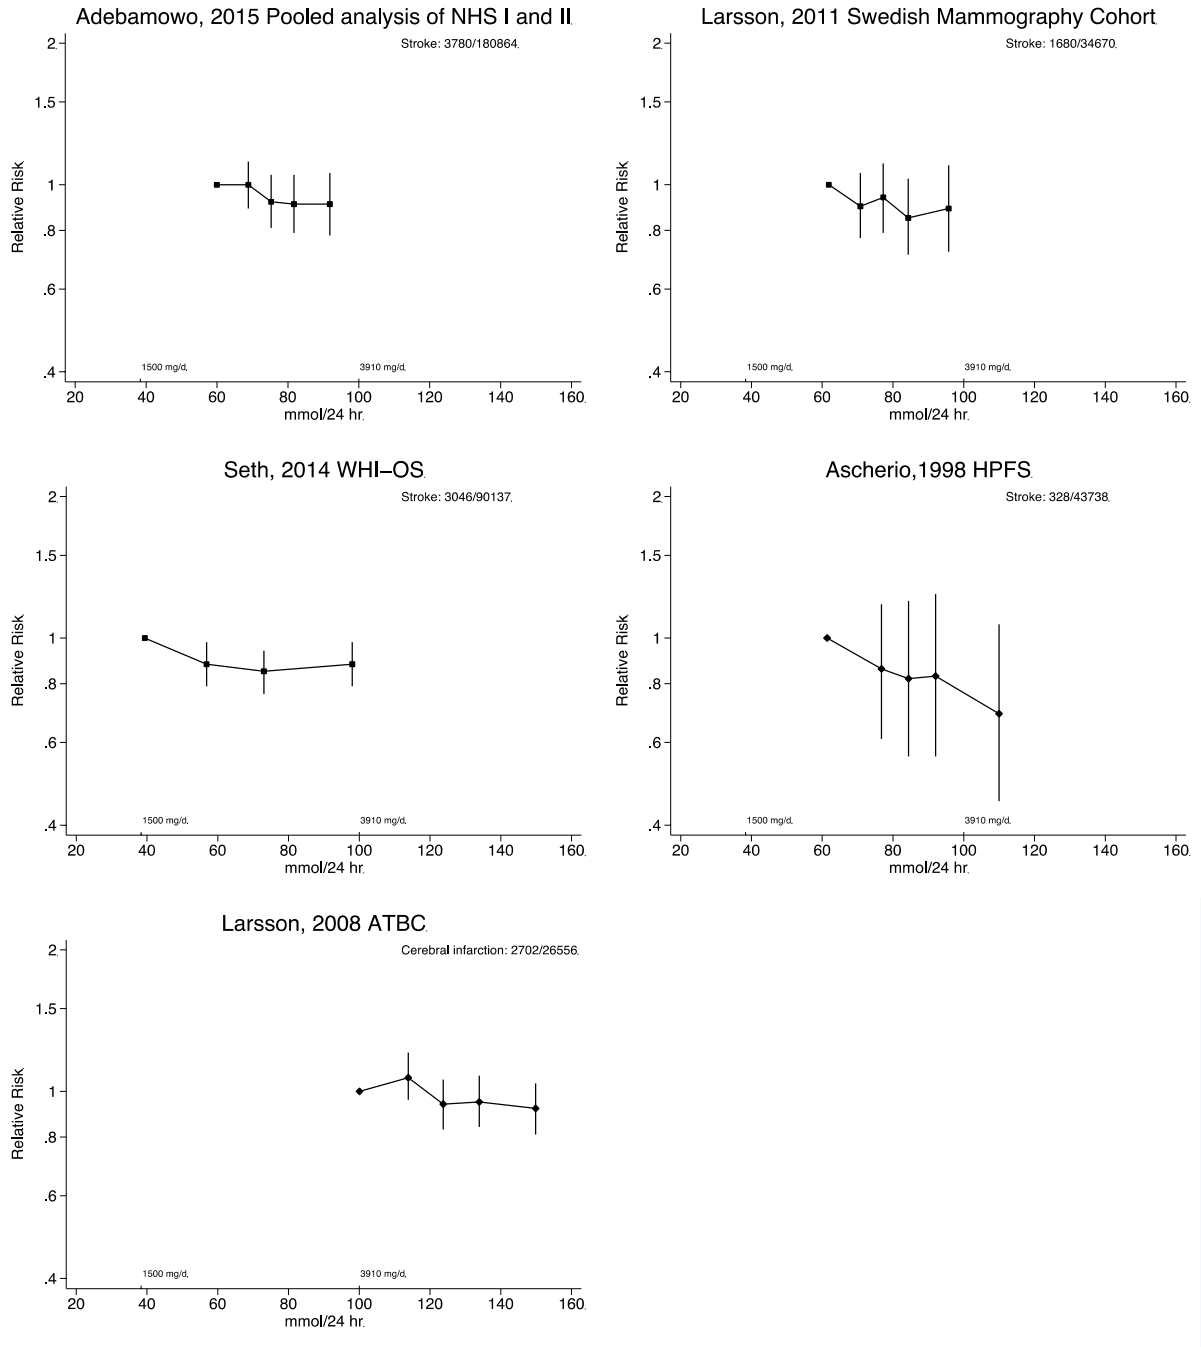 Adebamowo, 2015 Pooled analysis of NHS I and II.
Stroke: 3780/180864.
2.
1.5
1
.8
.6
.4
Relative Risk
1500 mg/d.
3910 mg/d.
20 40 60 80 100 120 140 160.
mmol/24 hr.
Larsson, 2011 Swedish Mammography Cohort.
Stroke: 1680/34670.
2.
1.5
1
.8
.6
.4
Relative Risk
1500 mg/d.
3910 mg/d.
20 40 60 80 100 120 140 160.
mmol/24 hr.
Seth, 2014 WHI–OS.
Stroke: 3046/90137.
2.
1.5
1
.8
.6
.4
Relative Risk
1500 mg/d.
3910 mg/d.
20 40 60 80 100 120 140 160.
mmol/24 hr.
Ascherio,1998 HPFS.
Stroke: 328/43738.
2.
1.5
1
.8
.6
.4
Relative Risk
1500 mg/d.
3910 mg/d.
20 40 60 80 100 120 140 160.
mmol/24 hr.
Larsson, 2008 ATBC.
Cerebral infarction: 2702/26556.
2.
1.5
1
.8
.6
.4
Relative Risk
1500 mg/d.
3910 mg/d.
20 40 60 80 100 120 140 160.
mmol/24 hr.